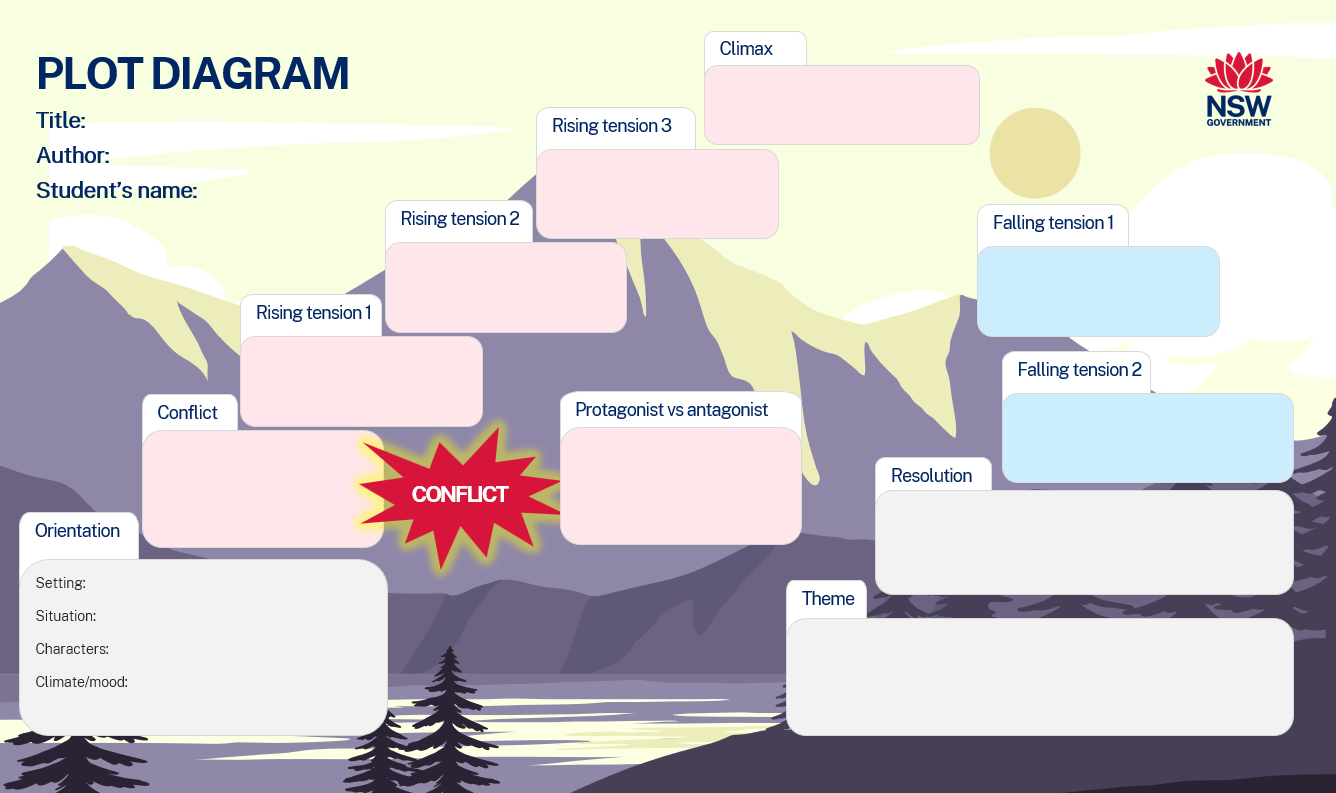 PLOT DIAGRAM
Title:
Author:
Student’s name:
Climax
NSW
GOVERNMENT
Rising tension 3
Rising tension 2
Falling tension 1
Rising tension 1
Falling tension 2
Conflict
Protagonist vs antagonist
CONFLICT
Resolution
Orientation
Setting:
Situation:
Characters:
Climate/mood:
Theme